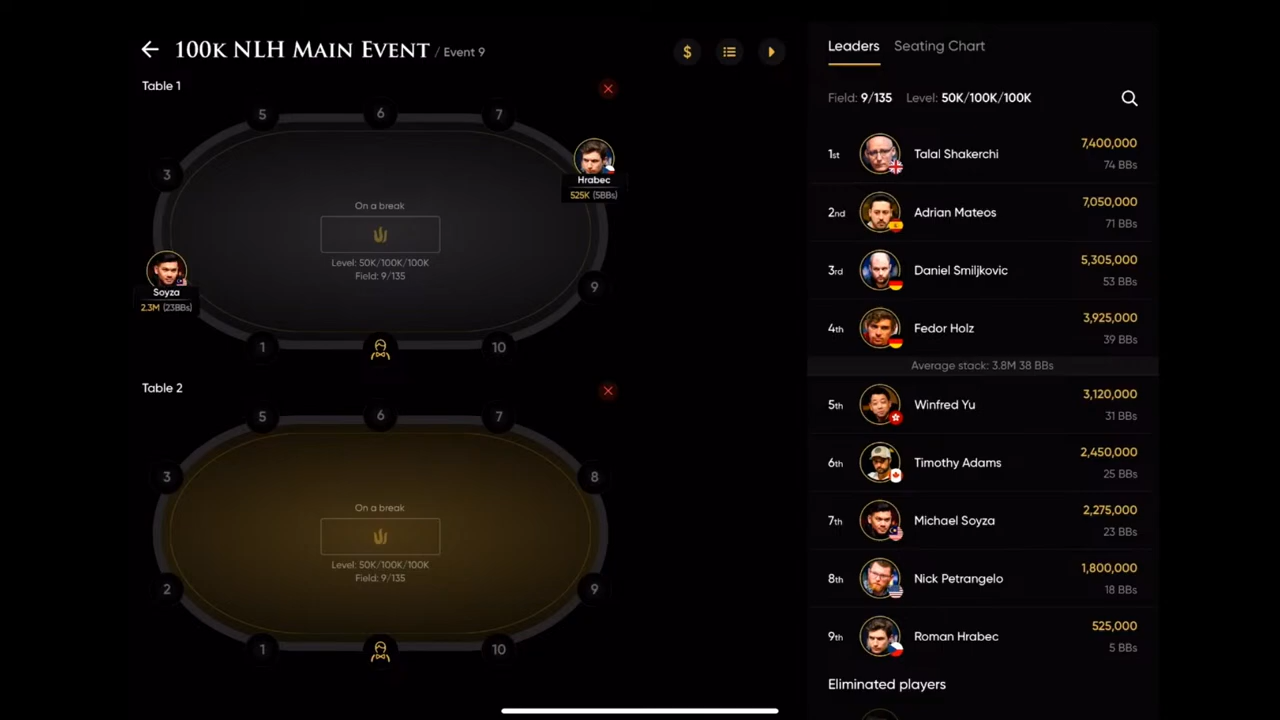 100K NLH MAIN EVENT / Event 9
$
Table 1
5
6
7
3
Hrabec
525K (5BBs)
On a break
Level: 50K/100K/100K
Field: 9/135
Soyza
2.3M (23BBs)
9
1
10
Table 2
5
6
7
3
8
On a break
Level: 50K/100K/100K
Field: 9/135
2
9
1
10
Leaders Seating Chart
Field: 9/135 Level: 50K/100K/100K
1st Talal Shakerchi 7,400,000
74 BBs
2nd Adrian Mateos 7,050,000
71 BBs
3rd Daniel Smiljkovic 5,305,000
53 BBs
4th Fedor Holz 3,925,000
39 BBs
Average stack: 3.8M 38 BBs
5th Winfred Yu 3,120,000
31 BBs
6th Timothy Adams 2,450,000
25 BBs
7th Michael Soyza 2,275,000
23 BBs
8th Nick Petrangelo 1,800,000
18 BBs
9th Roman Hrabec 525,000
5 BBs
Eliminated players